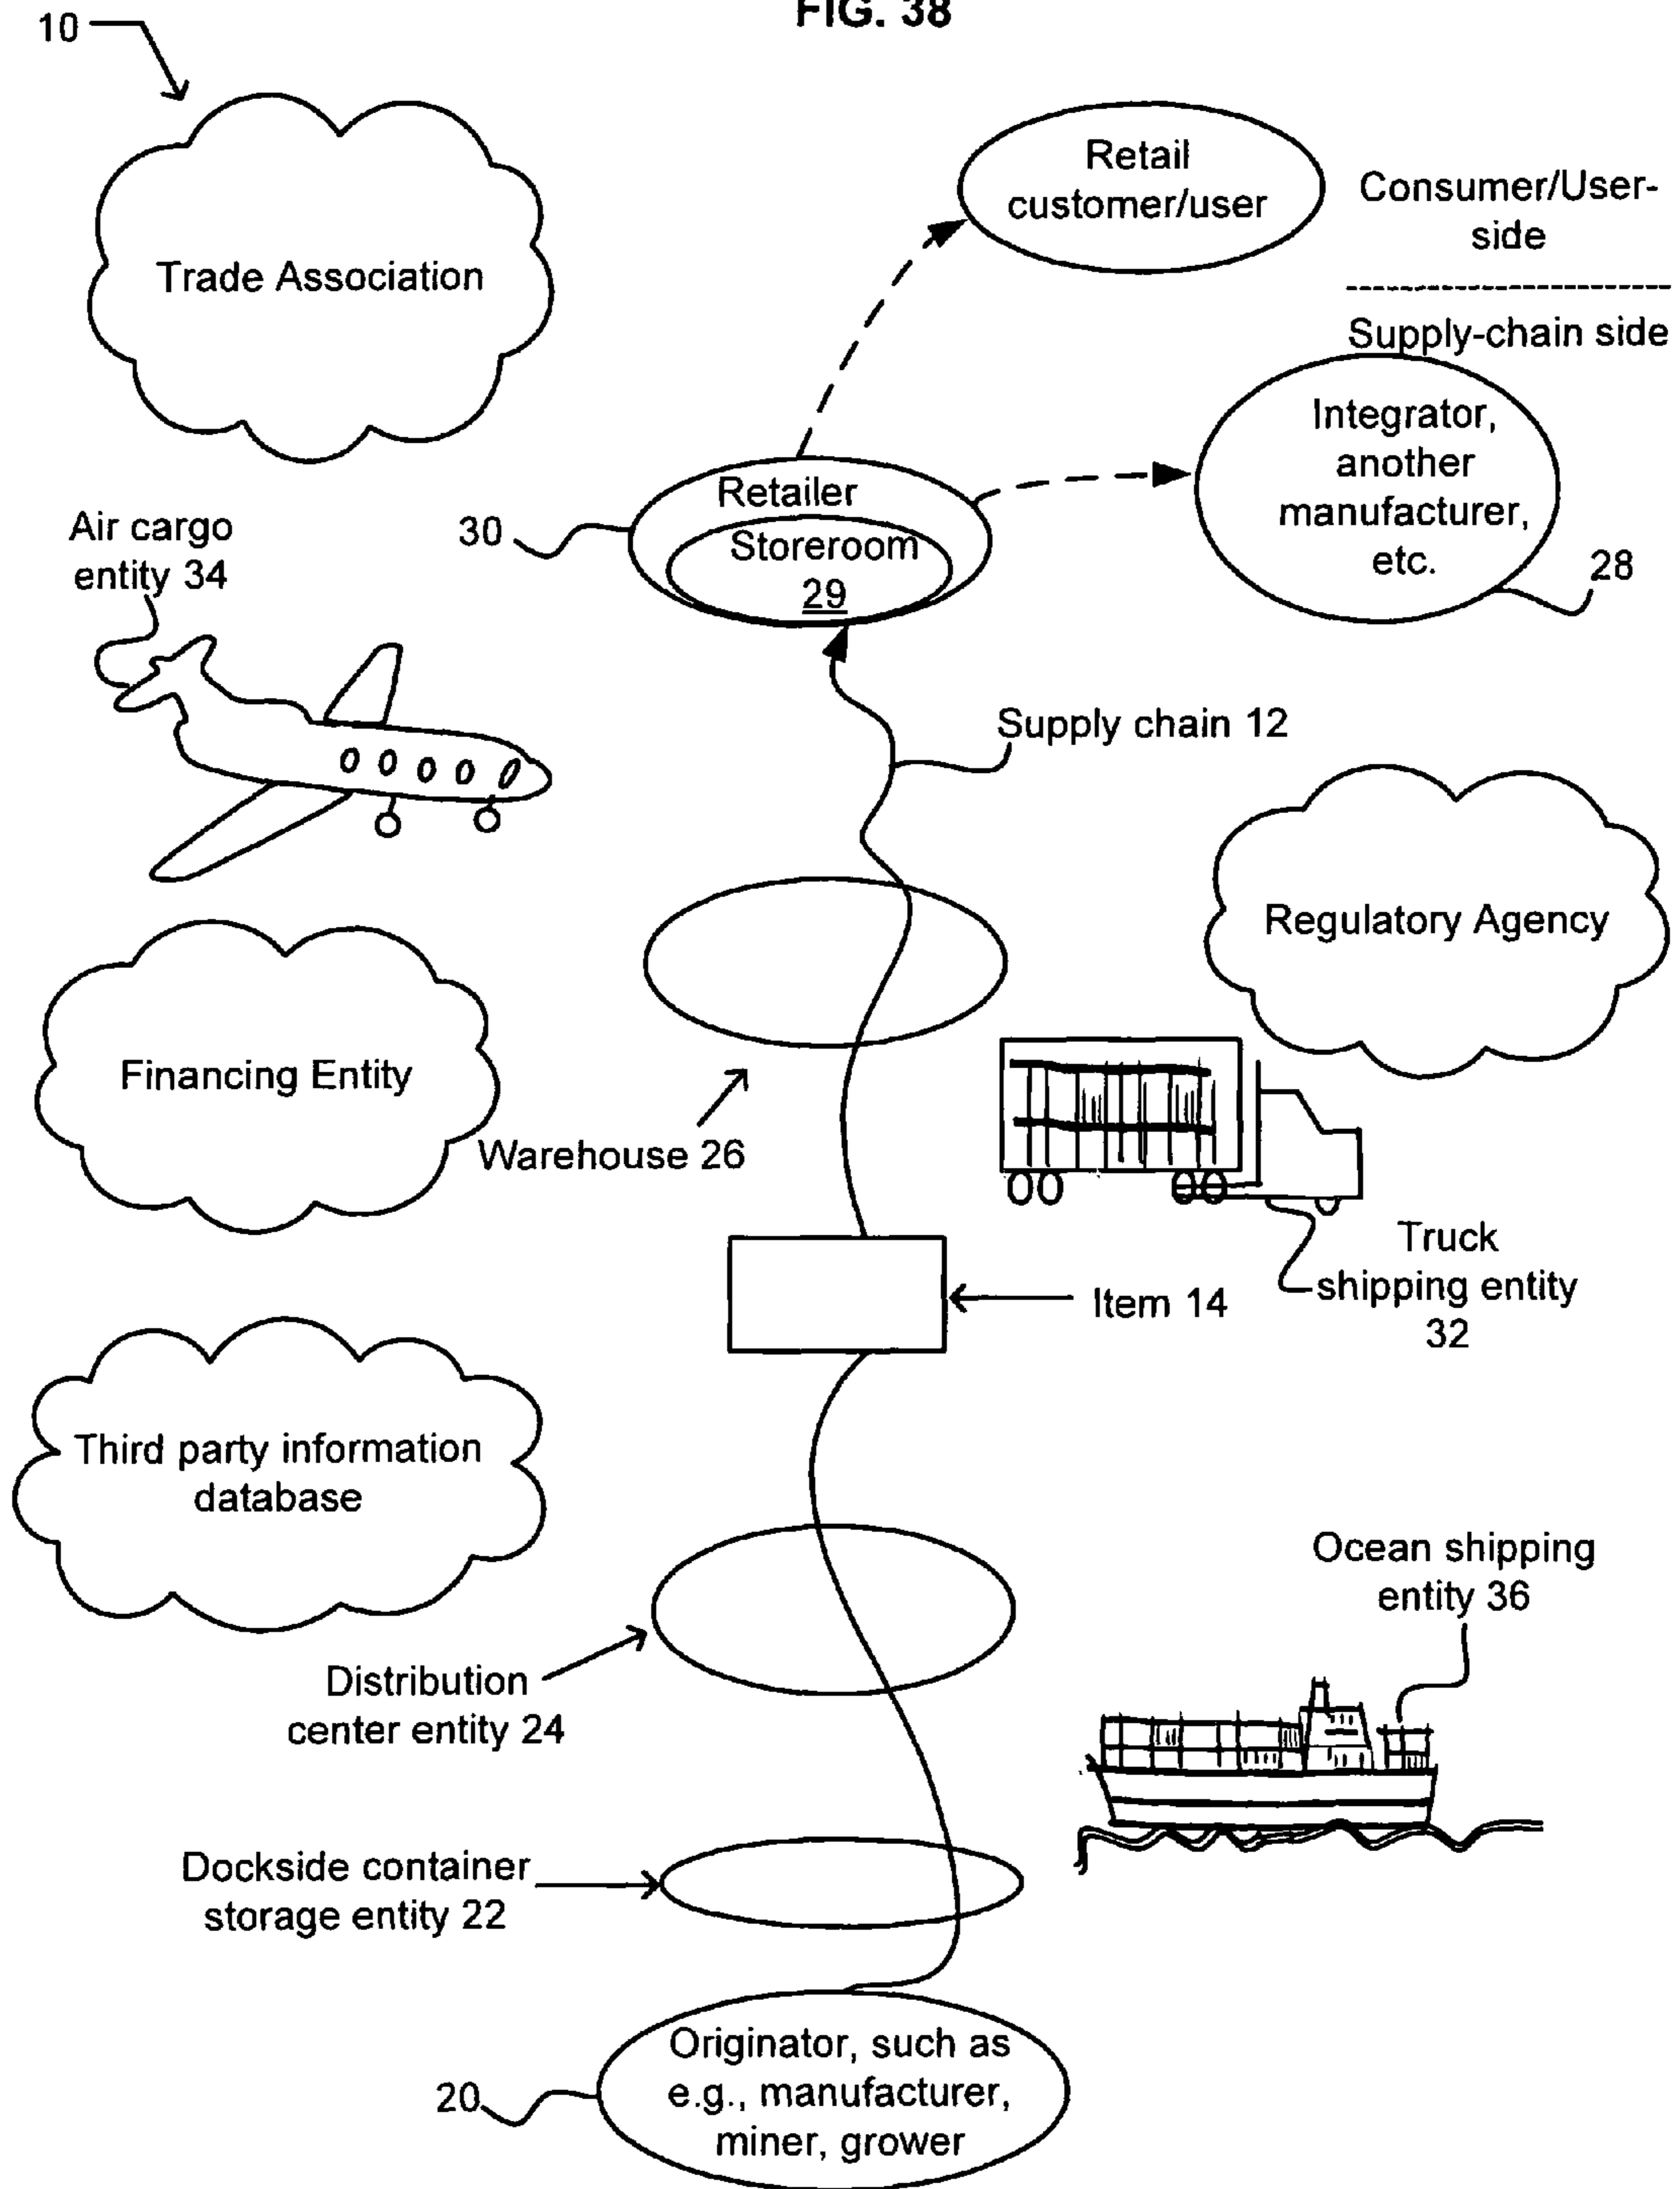 FIG. 38
10
Trade Association
Retail
customer/user
Consumer/User-
side
Supply-chain side
Integrator,
another
manufacturer,
etc.
28
Retailer
Storeroom
29
30
Air cargo
entity 34
Supply chain 12
Regulatory Agency
Financing Entity
Warehouse 26
Truck
shipping entity
32
Item 14
Third party information
database
Ocean shipping
entity 36
Distribution
center entity 24
Dockside container
storage entity 22
Originator, such as
e.g., manufacturer,
miner, grower
20